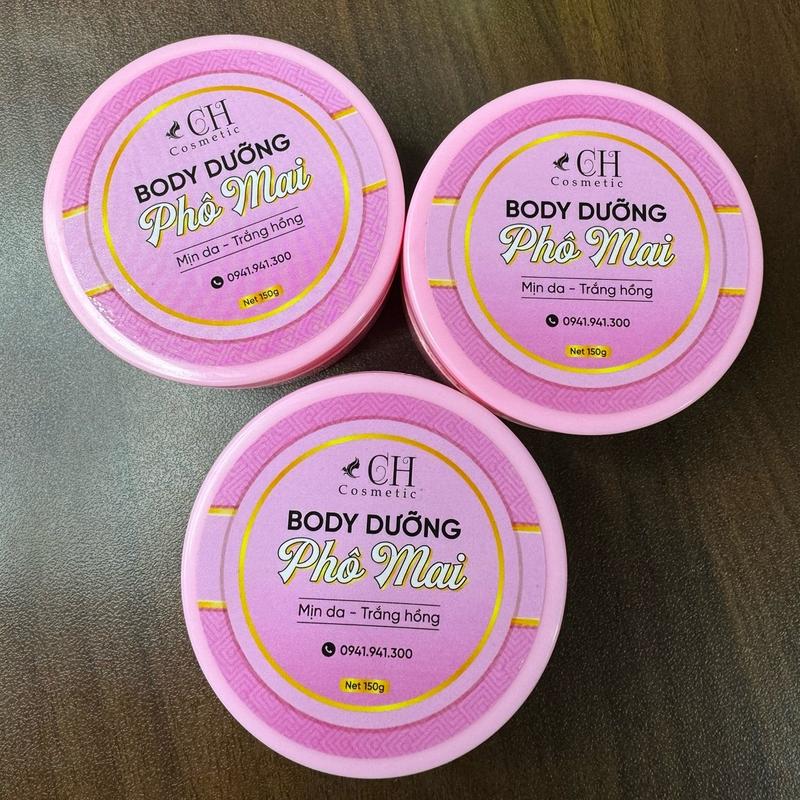 CH
Cosmetic
BODY DƯỠNG
Phô Mai
Mịn da - Trắng hồng
0941.941.300
Net 150g
CH
Cosmetic
BODY DƯỠNG
Phô Mai
Mịn da - Trắng hồng
0941.941.300
Net 150g
CH
Cosmetic
BODY DƯỠNG
Phô Mai
Mịn da - Trắng hồng
0941.941.300
Net 150g